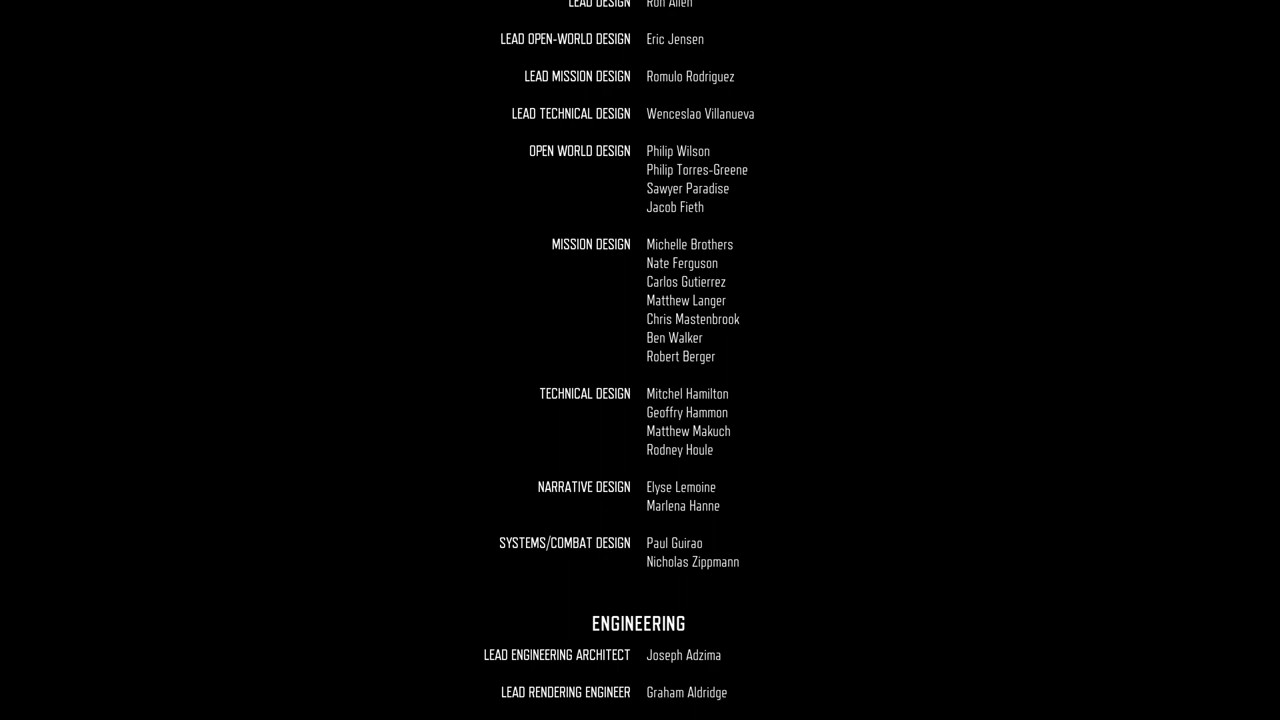 LEAD DESIGN Ron Allen
LEAD OPEN-WORLD DESIGN Eric Jensen
LEAD MISSION DESIGN Romulo Rodriguez
LEAD TECHNICAL DESIGN Wenceslao Villanueva
OPEN WORLD DESIGN Philip Wilson
Philip Torres-Greene
Sawyer Paradise
Jacob Fieth
MISSION DESIGN Michelle Brothers
Nate Ferguson
Carlos Gutierrez
Matthew Langer
Chris Mastenbrook
Ben Walker
Robert Berger
TECHNICAL DESIGN Mitchel Hamilton
Geoffry Hammon
Matthew Makuch
Rodney Houle
NARRATIVE DESIGN Elyse Lemoine
Marlena Hanne
SYSTEMS/COMBAT DESIGN Paul Guirao
Nicholas Zippmann
ENGINEERING
LEAD ENGINEERING ARCHITECT Joseph Adzima
LEAD RENDERING ENGINEER Graham Aldridge